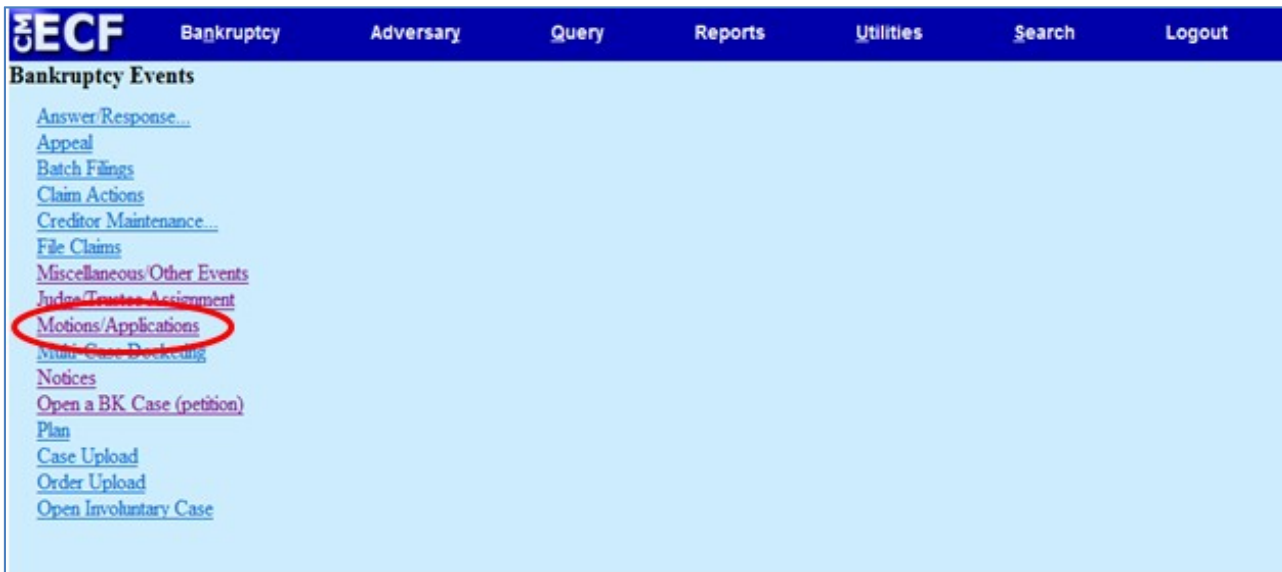 CM ECF Bankruptcy Adversary Query Reports Utilities Search Logout
Bankruptcy Events
Answer/Response...
Appeal
Batch Filings
Claim Actions
Creditor Maintenance...
File Claims
Miscellaneous/Other Events
Judge/Trustee Assignment
Motions/Applications
Multi-Case Docketing
Notices
Open a BK Case (petition)
Plan
Case Upload
Order Upload
Open Involuntary Case